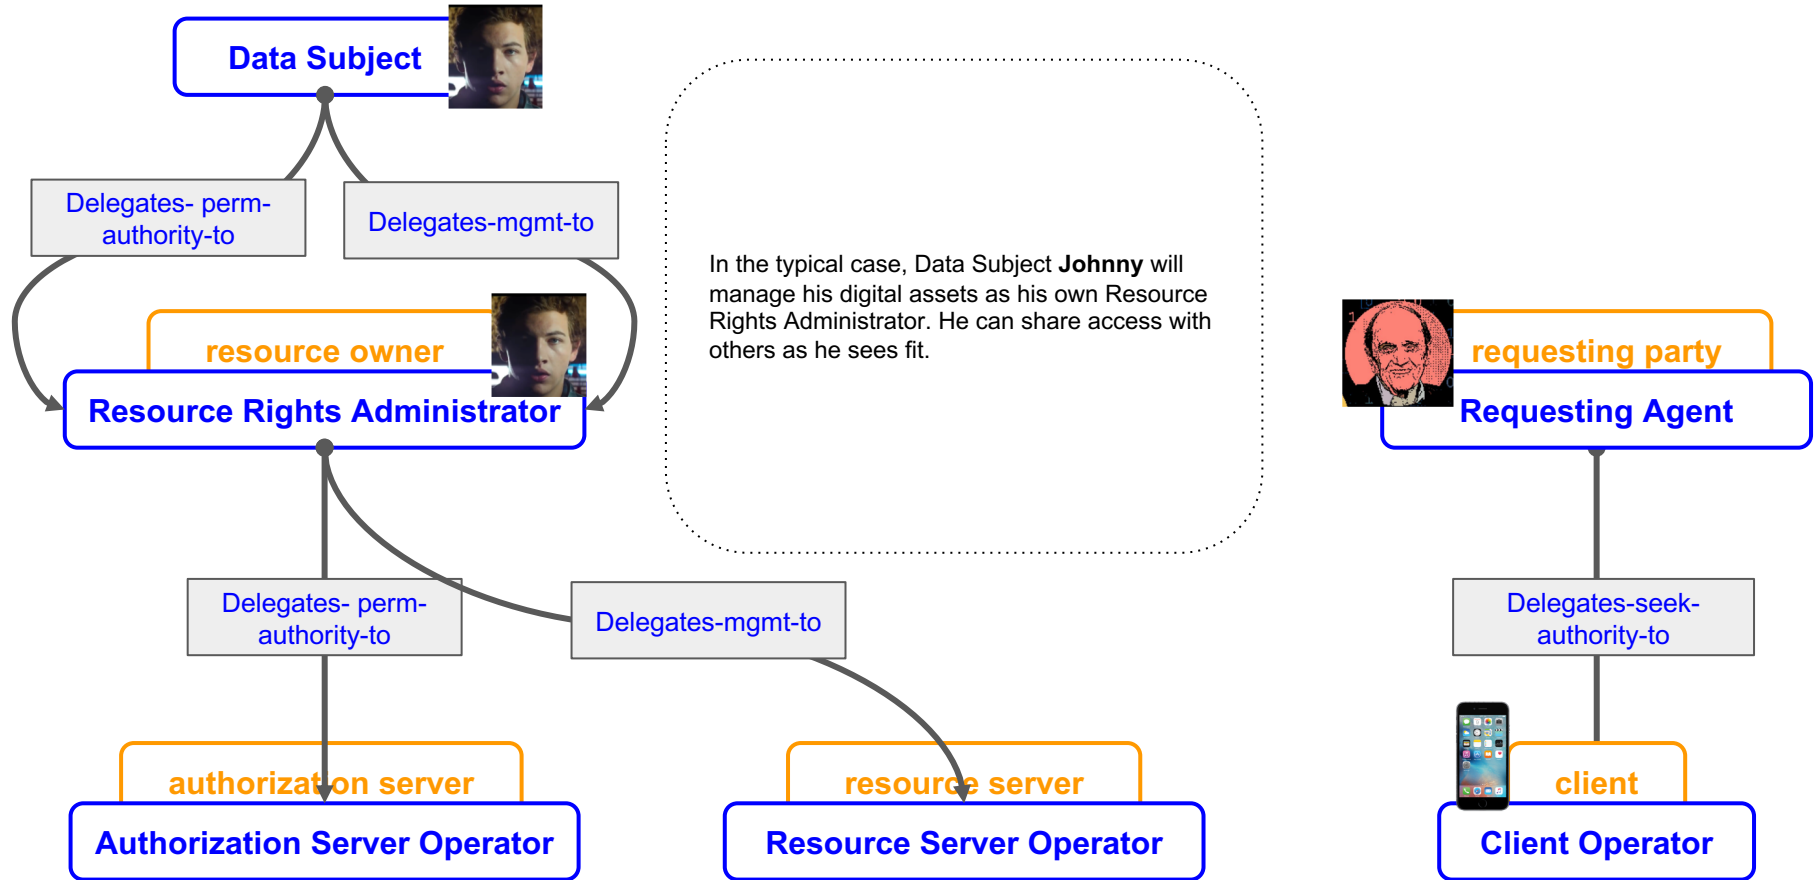 Data Subject
Delegates- perm-
authority-to
Delegates-mgmt-to
In the typical case, Data Subject Johnny will
manage his digital assets as his own Resource
Rights Administrator. He can share access with
others as he sees fit.
resource owner
Resource Rights Administrator
requesting party
Requesting Agent
Delegates- perm-
authority-to
Delegates-mgmt-to
Delegates-seek-
authority-to
authorization server
Authorization Server Operator
resource server
Resource Server Operator
client
Client Operator